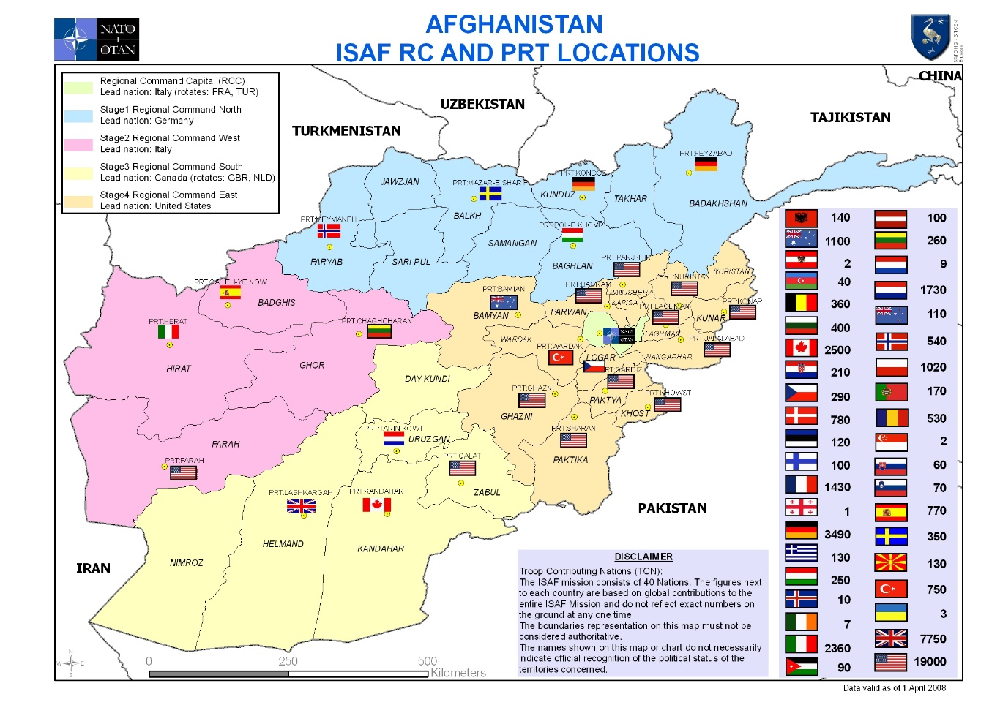 AFGHANISTAN
ISAF RC AND PRT LOCATIONS
NATO
OTAN
NATO HQ - SITCEN
Brussels
Regional Command Capital (RCC)
Lead nation: Italy (rotates: FRA, TUR)
Stage1 Regional Command North
Lead nation: Germany
Stage2 Regional Command West
Lead nation: Italy
Stage3 Regional Command South
Lead nation: Canada (rotates: GBR, NLD)
Stage4 Regional Command East
Lead nation: United States
CHINA
UZBEKISTAN
TAJIKISTAN
TURKMENISTAN
PRT:FEYZABAD
PRT:KONDOZ
JAWZJAN
PRT:MAZAR-E SHARIF
KUNDUZ
TAKHAR
BADAKHSHAN
BALKH
PRT:MEYMANEH
PRT:POL-E KHOMRI
SAMANGAN
FARYAB
SARI PUL
BAGHLAN
PRT:PANJSHIR
NURISTAN
PRT:NURISTAN
PRT:QAL'EH-YE NOW
PRT:BAGRAM
PRT:BAMIAN
PANJSHER
BADGHIS
KAPISA
PRT:KONAR
PRT:LAGHMAN
PARWAN
BAMYAN
KUNAR
PRT:HERAT
PRT:CHAGHCHARAN
LAGHMAN
NATO
OTAN
WARDAK
PRT:JALALABAD
PRT:WARDAK
LOGAR
NANGARHAR
HIRAT
GHOR
PRT:GARDIZ
DAY KUNDI
PRT:GHAZNI
PRT:KHOWST
PAKTYA
GHAZNI
KHOST
PRT:TARIN KOWT
PRT:SHARAN
URUZGAN
FARAH
PRT:QALAT
PRT:FARAH
PAKTIKA
PRT:LASHKARGAH
PRT:KANDAHAR
ZABUL
PAKISTAN
HELMAND
KANDAHAR
NIMROZ
IRAN
140
1100
2
40
360
400
2500
210
290
780
120
100
1430
1
3490
130
250
10
7
2360
90
100
260
9
1730
110
540
1020
170
530
2
60
70
770
350
130
750
3
7750
19000
DISCLAIMER
Troop Contributing Nations (TCN):
The ISAF mission consists of 40 Nations. The figures next
to each country are based on global contributions to the
entire ISAF Mission and do not reflect exact numbers on
the ground at any one time.
The boundaries representation on this map must not be
considered authoritative.
The names shown on this map or chart do not necessarily
indicate official recognition of the political status of the
territories concerned.
N
W
E
S
0
250
500
Kilometers
Data valid as of 1 April 2008